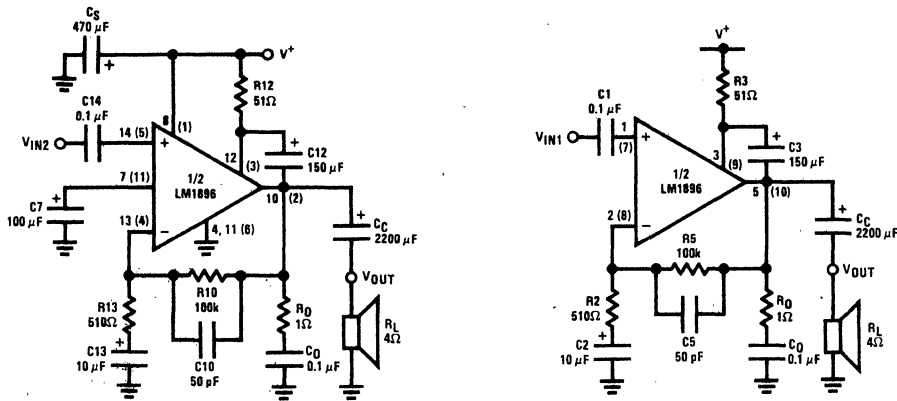 CS
470 µF
+
V+
R12
51Ω
C14
0.1 µF
8
(1)
VIN2
14 (5)
+
12
(3)
+
C12
150 µF
1/2
LM1896
7 (11)
10
(2)
+
C7
100 µF
+
CC
2200 µF
13 (4)
−
4, 11 (6)
VOUT
R10
100k
R13
510Ω
RO
1Ω
RL
4Ω
+
C13
10 µF
C10
50 pF
CO
0.1 µF
V+
R3
51Ω
C1
0.1 µF
VIN1
1
(7)
+
3
(9)
+
C3
150 µF
1/2
LM1896
5
(10)
+
CC
2200 µF
2 (8)
−
VOUT
R5
100k
R2
510Ω
RO
1Ω
RL
4Ω
+
C2
10 µF
C5
50 pF
CO
0.1 µF